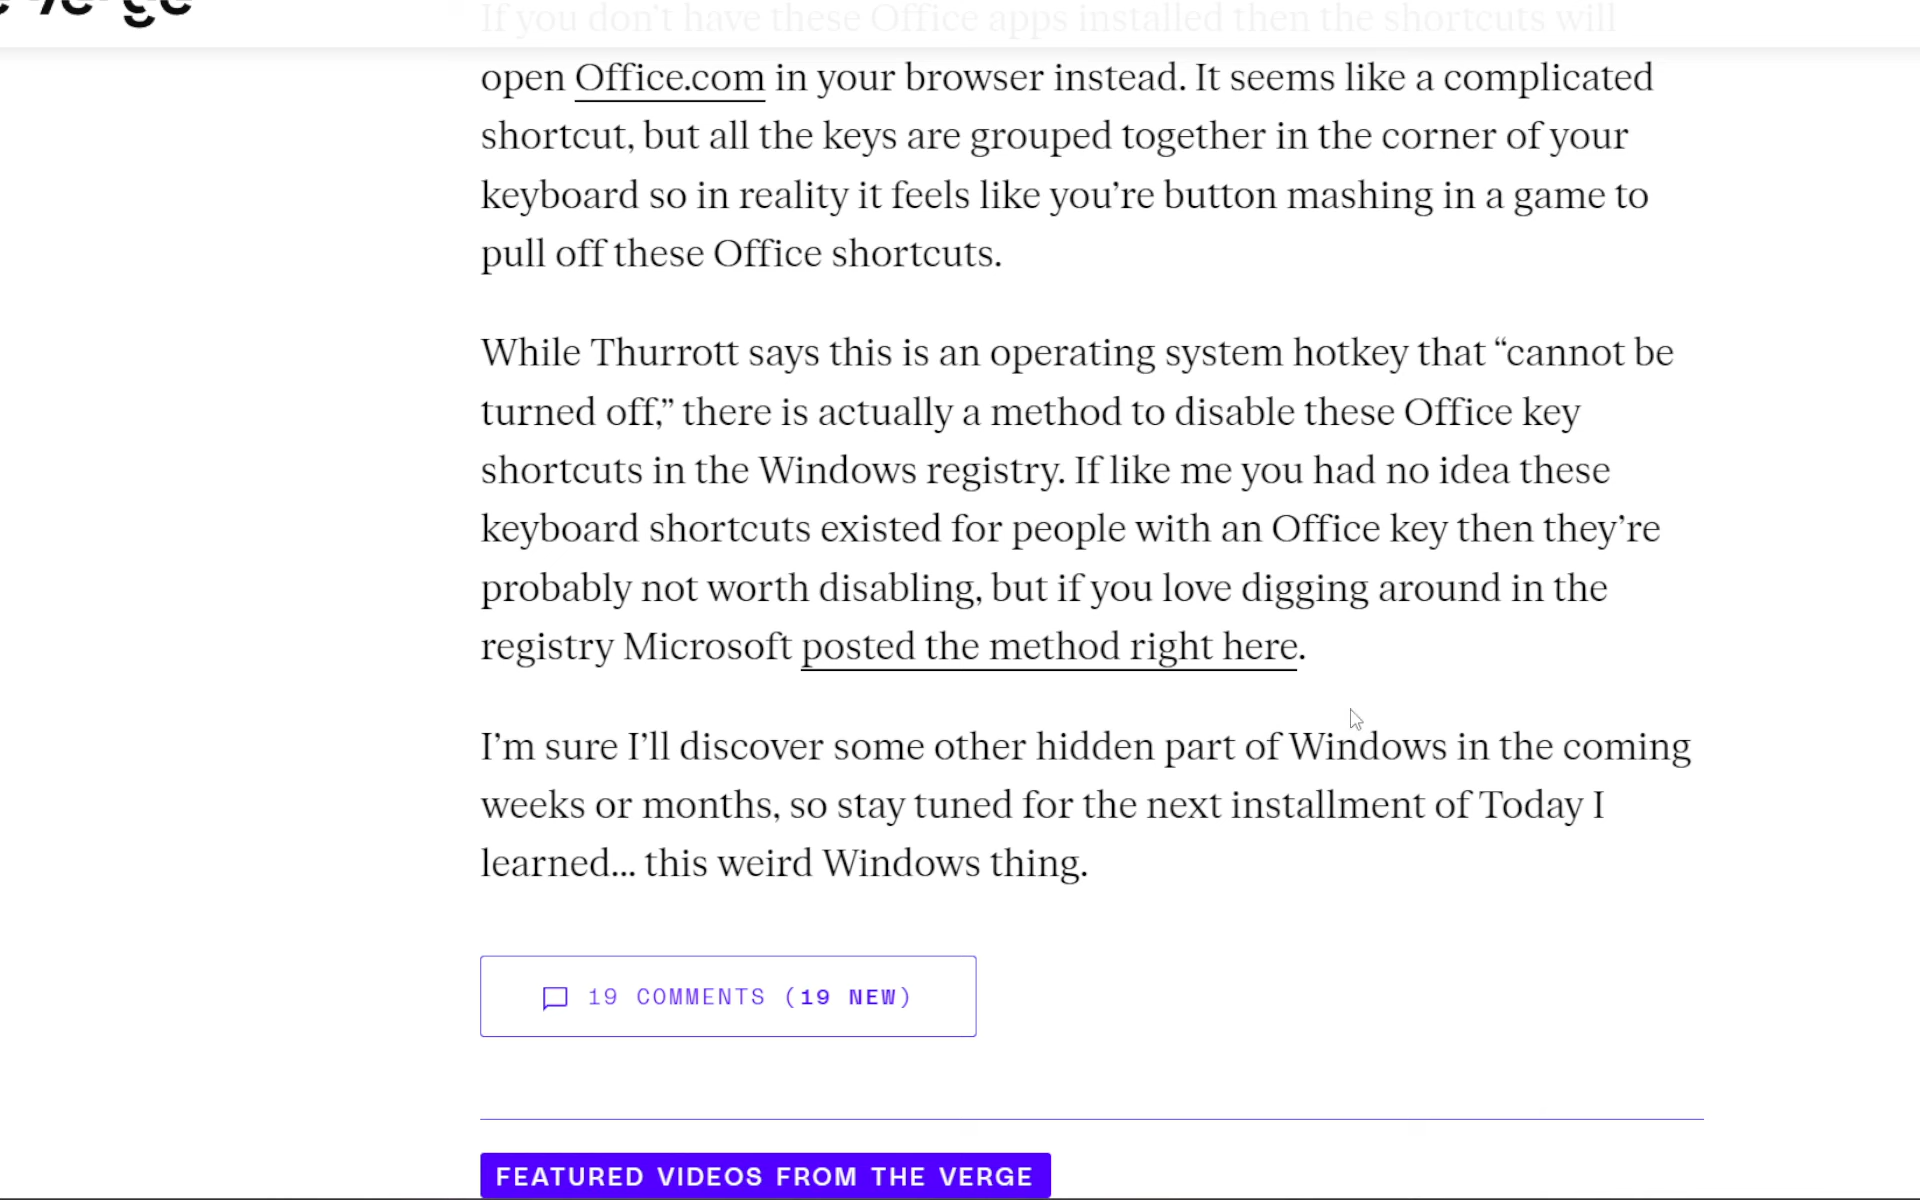 If you don't have these Office apps installed then the shortcuts will
open Office.com in your browser instead. It seems like a complicated
shortcut, but all the keys are grouped together in the corner of your
keyboard so in reality it feels like you’re button mashing in a game to
pull off these Office shortcuts.
While Thurrott says this is an operating system hotkey that “cannot be
turned off,” there is actually a method to disable these Office key
shortcuts in the Windows registry. If like me you had no idea these
keyboard shortcuts existed for people with an Office key then they’re
probably not worth disabling, but if you love digging around in the
registry Microsoft posted the method right here.
I’m sure I’ll discover some other hidden part of Windows in the coming
weeks or months, so stay tuned for the next installment of Today I
learned... this weird Windows thing.
19 COMMENTS (19 NEW)
FEATURED VIDEOS FROM THE VERGE